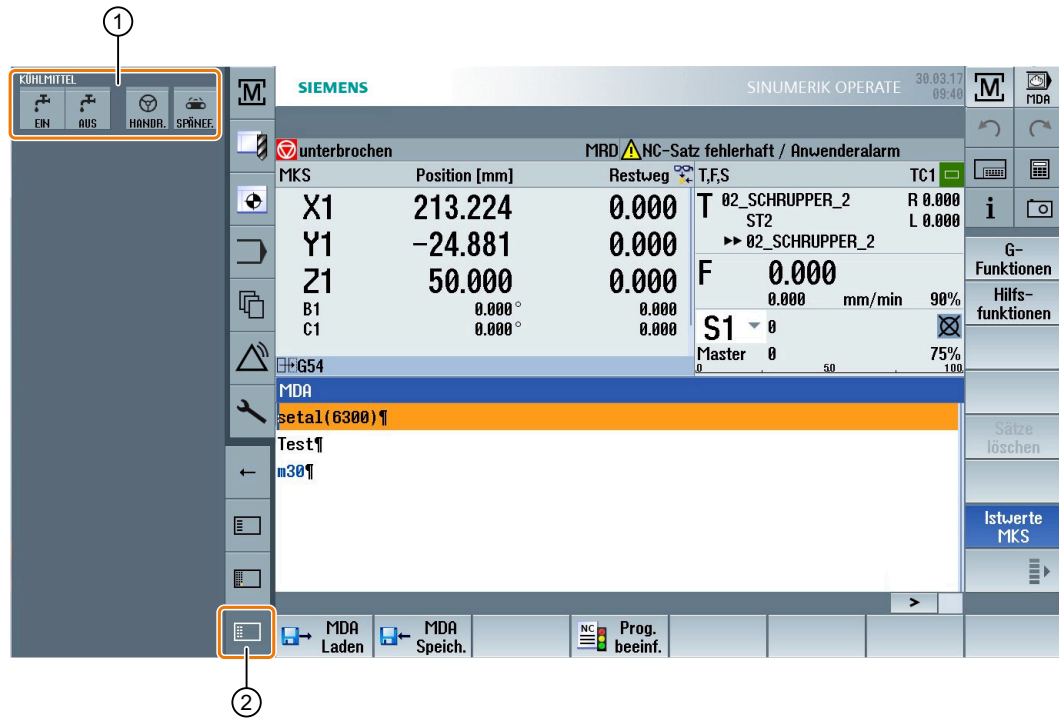 1
KÜHLMITTEL
EIN AUS HANDR. SPÄNEF.
M
SIEMENS
SINUMERIK OPERATE
30.03.17
09:40
M
MDA
unterbrochen
MRD NC-Satz fehlerhaft / Anwenderalarm
MKS Position [mm] Restweg
X1 213.224 0.000
Y1 -24.881 0.000
Z1 50.000 0.000
B1 0.000° 0.000
C1 0.000° 0.000
G54
T,F,S TC1
T 02_SCHRUPPER_2 R 0.000
ST2 L 0.000
02_SCHRUPPER_2
F 0.000
0.000 mm/min 90%
S1 0
Master 0 75%
0 50 100
i
G-
Funktionen
Hilfs-
funktionen
Sätze
löschen
Istwerte
MKS
MDA
setal(6300)¶
Test¶
m30¶
>
MDA
Laden
MDA
Speich.
NC
Prog.
beeinf.
2